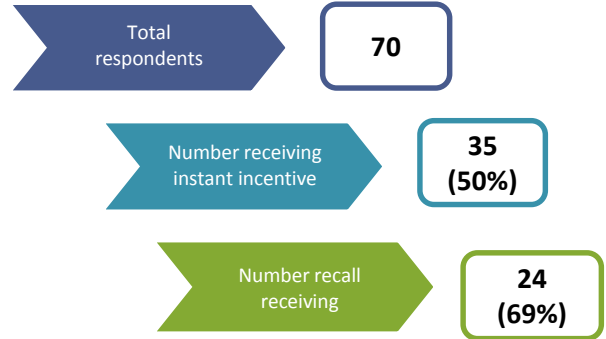 Total
respondents
70
Number receiving
instant incentive
35
(50%)
Number recall
receiving
24
(69%)